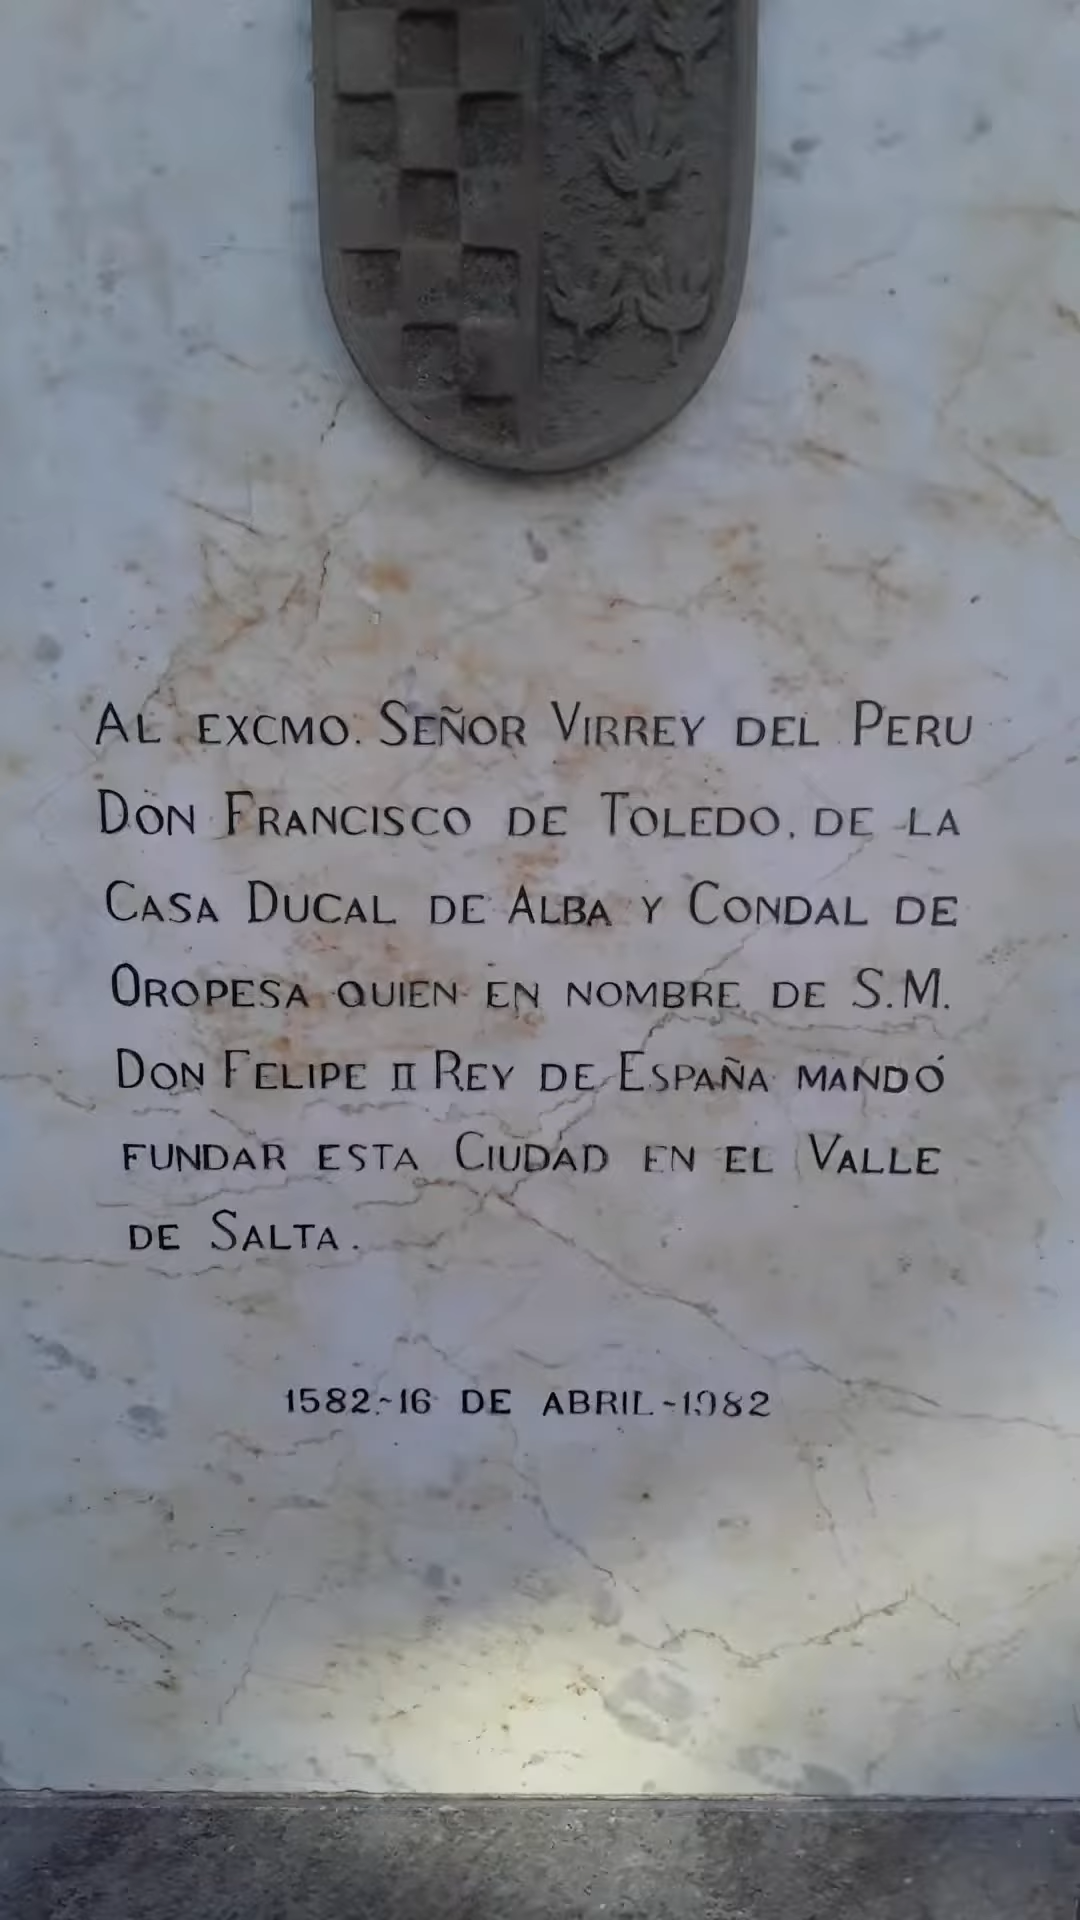 AL EXCMO. SEÑOR VIRREY DEL PERU
DON FRANCISCO DE TOLEDO, DE LA
CASA DUCAL DE ALBA Y CONDAL DE
OROPESA QUIEN EN NOMBRE DE S.M.
DON FELIPE II REY DE ESPAÑA MANDÓ
FUNDAR ESTA CIUDAD EN EL VALLE
DE SALTA.
1582-16 DE ABRIL-1982